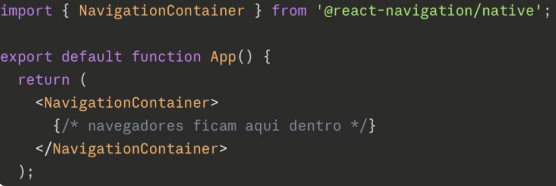 import { NavigationContainer } from '@react-navigation/native';
export default function App() {
return (
<NavigationContainer>
{/* navegadores ficam aqui dentro */}
</NavigationContainer>
);